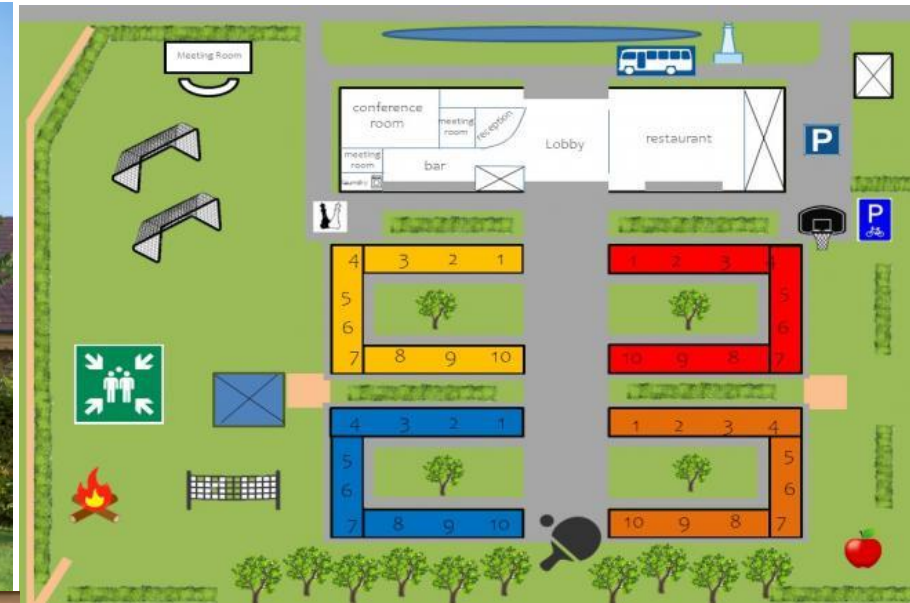 Meeting Room
conference
room
meeting
room
reception
Lobby
restaurant
meeting
room
bar
laundry
P
P
4 3 2 1
5
6
7 8 9 10
1 2 3 4
5
6
10 9 8 7
4 3 2 1
5
6
7 8 9 10
1 2 3 4
5
6
10 9 8 7